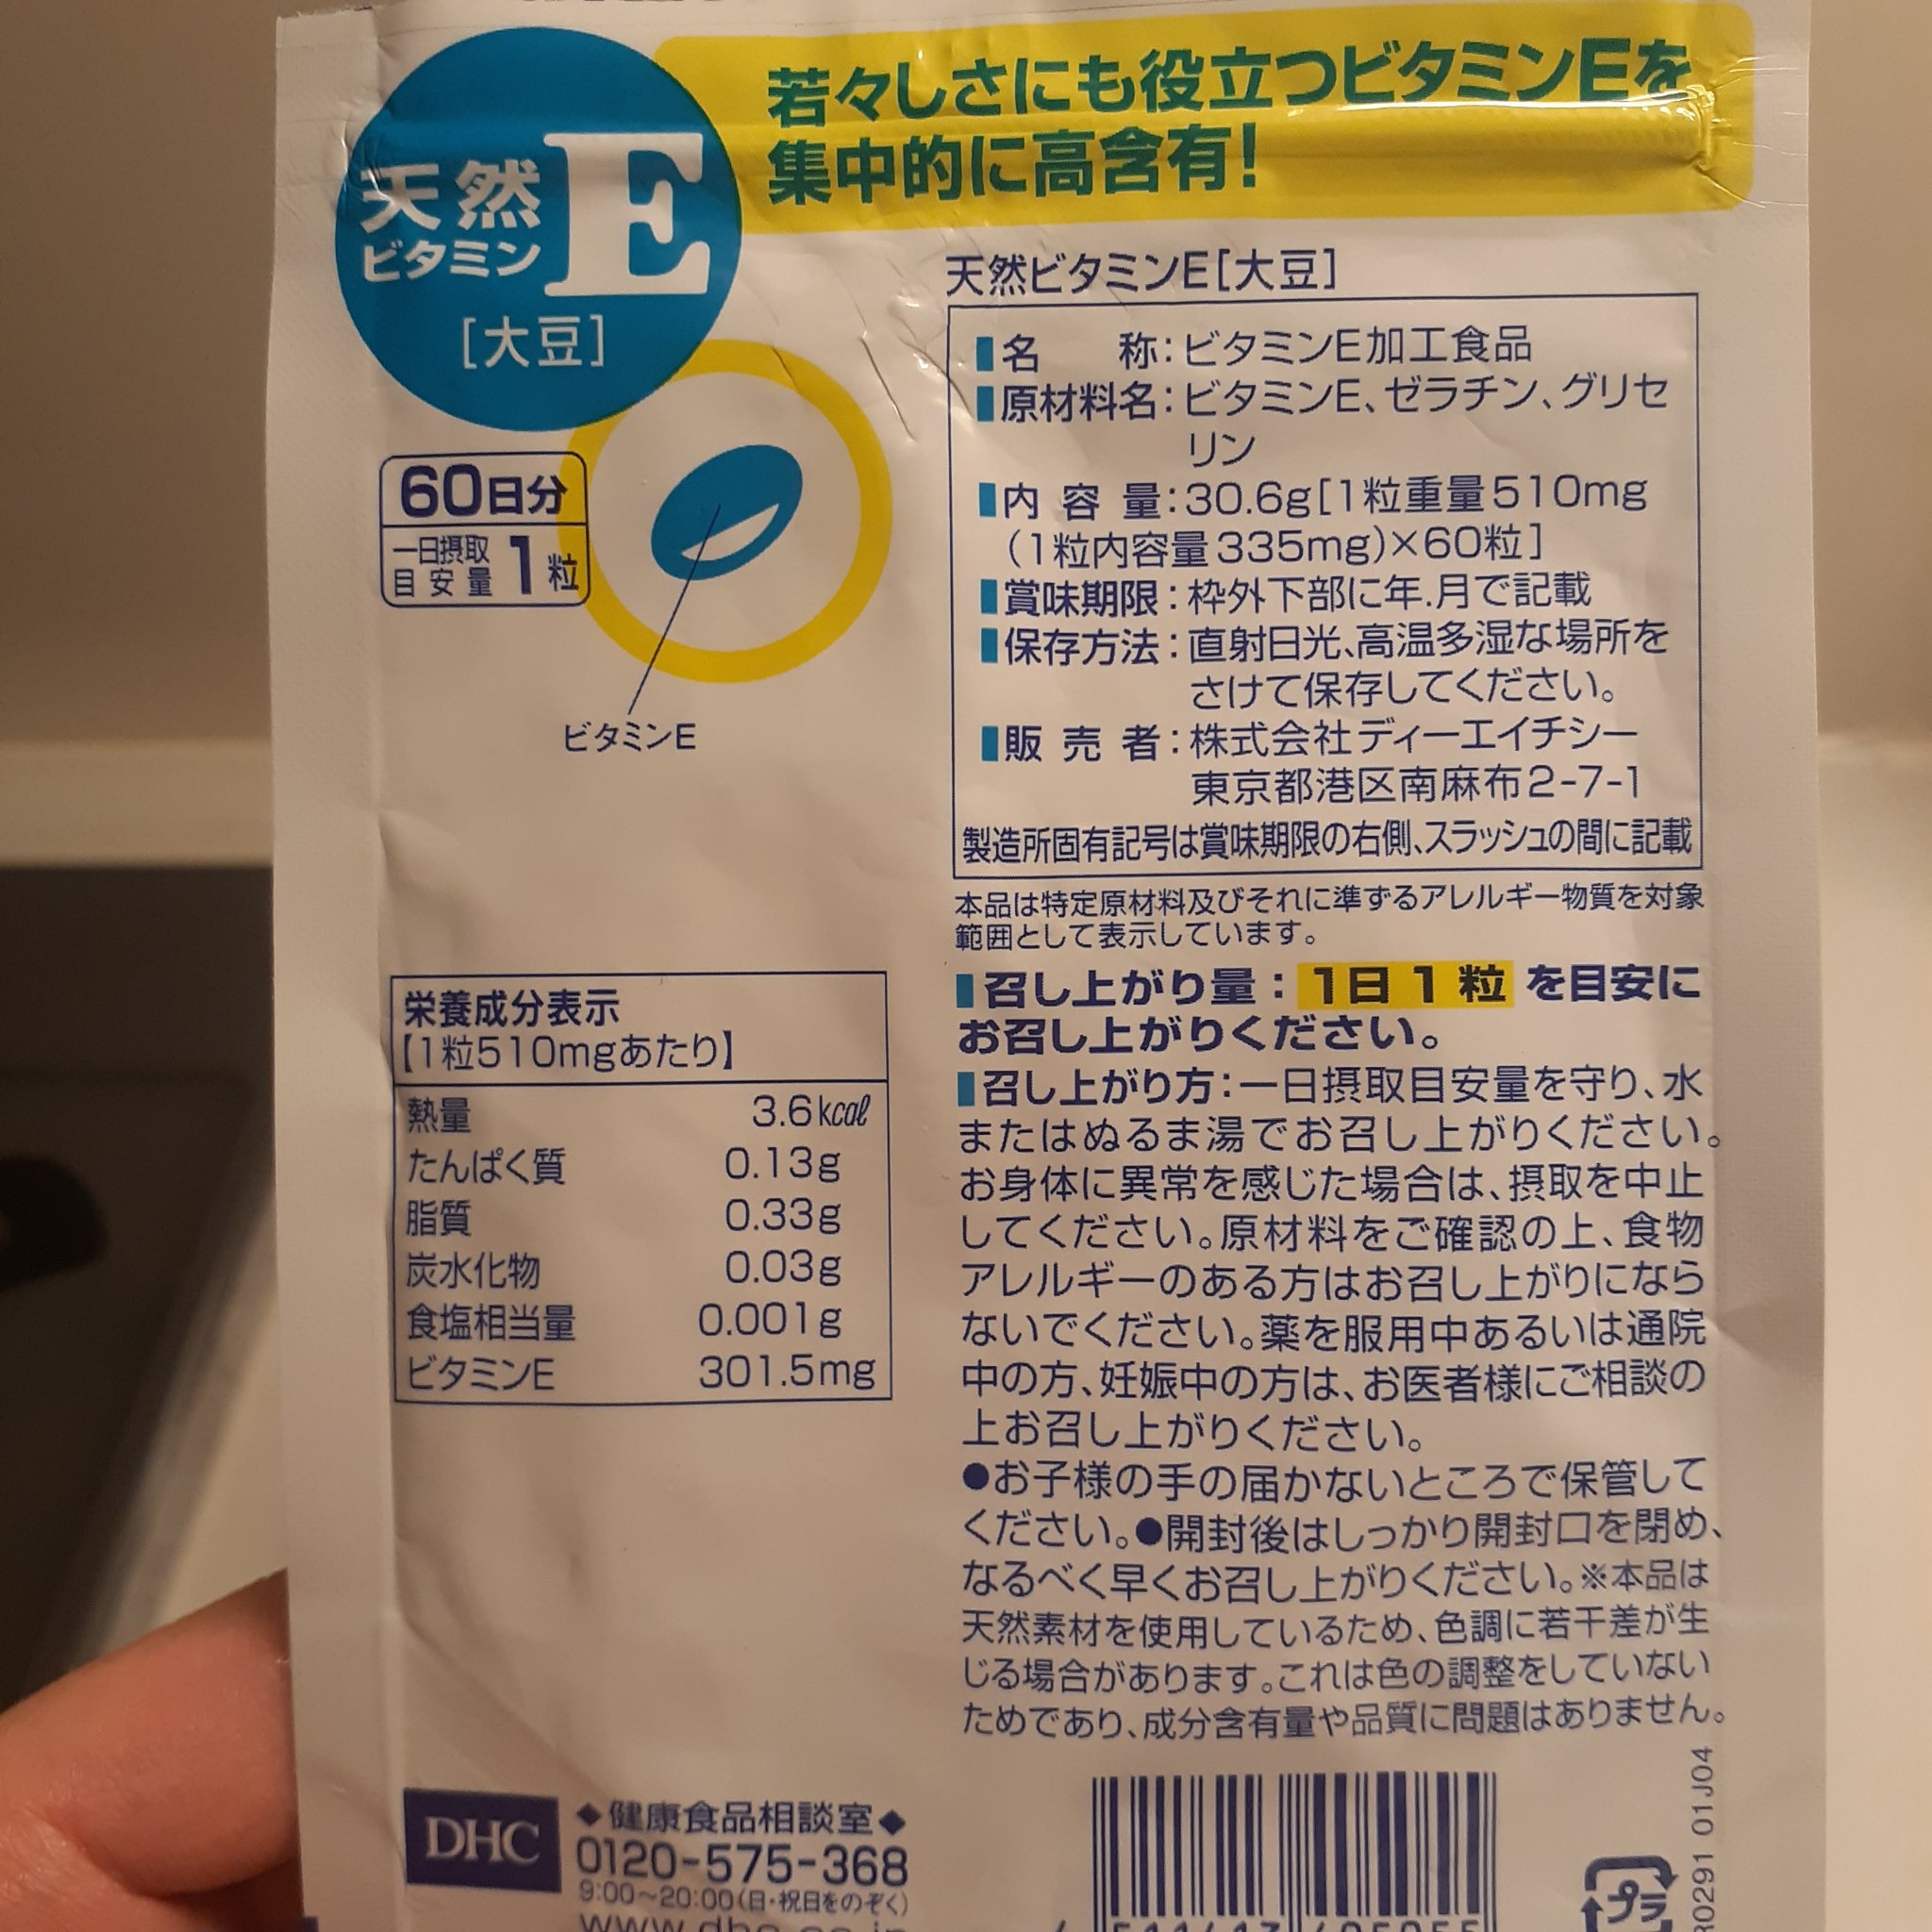 若々しさにも役立つビタミンEを
集中的に高含有!
天然
ビタミン
E
[大豆]
60日分
一日摂取
目安量
1粒
ビタミンE
天然ビタミンE[大豆]
名 称:ビタミンE加工食品
原材料名:ビタミンE、ゼラチン、グリセ
リン
内容量:30.6g[1粒重量510mg
(1粒内容量335mg)×60粒]
賞味期限:枠外下部に年.月で記載
保存方法:直射日光、高温多湿な場所を
さけて保存してください。
販売者:株式会社ディーエイチシー
東京都港区南麻布2-7-1
製造所固有記号は賞味期限の右側、スラッシュの間に記載
本品は特定原材料及びそれに準ずるアレルギー物質を対象
範囲として表示しています。
召し上がり量:1日1粒を目安に
お召し上がりください。
召し上がり方:一日摂取目安量を守り、水
またはぬるま湯でお召し上がりください。
お身体に異常を感じた場合は、摂取を中止
してください。原材料をご確認の上、食物
アレルギーのある方はお召し上がりになら
ないでください。薬を服用中あるいは通院
中の方、妊娠中の方は、お医者様にご相談の
上お召し上がりください。
●お子様の手の届かないところで保管して
ください。●開封後はしっかり開封口を閉め、
なるべく早くお召し上がりください。※本品は
天然素材を使用しているため、色調に若干差が生
じる場合があります。これは色の調整をしていない
ためであり、成分含有量や品質に問題はありません。
栄養成分表示
【1粒510mgあたり】
熱量 3.6kcal
たんぱく質 0.13g
脂質 0.33g
炭水化物 0.03g
食塩相当量 0.001g
ビタミンE 301.5mg
DHC
◆健康食品相談室◆
0120-575-368
9:00~20:00(日・祝日をのぞく)
www.dhc.co.jp
プラ
0291 01J04